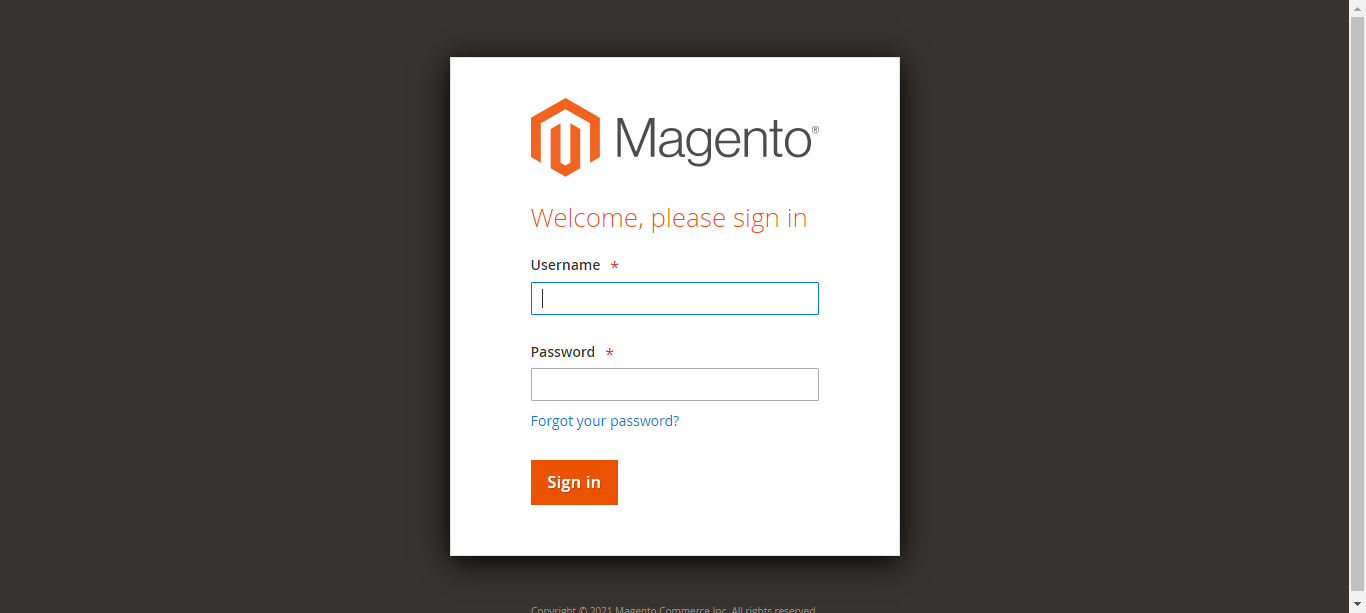 Magento®
Welcome, please sign in
Username *
Password *
Forgot your password?
Sign in
Copyright © 2021 Magento Commerce Inc. All rights reserved.